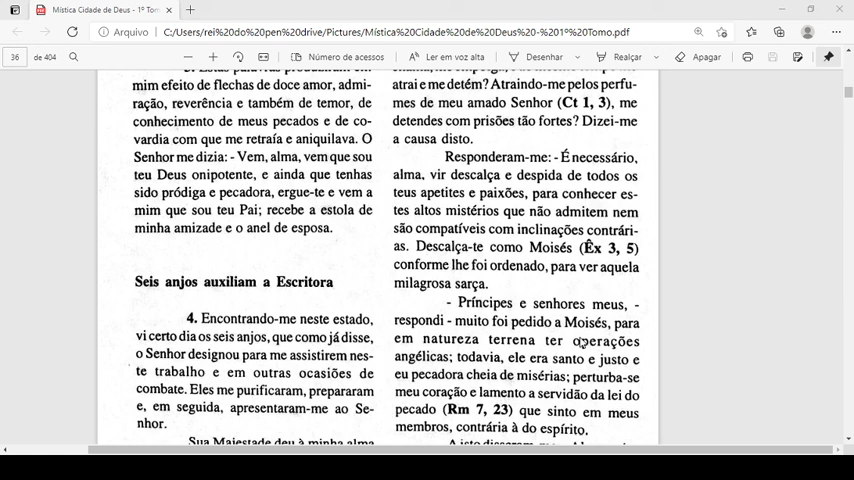 Mística Cidade de Deus - 1º Tom
Arquivo
C:/Users/rei%20do%20pen%20drive/Pictures/Mística%20Cidade%20de%20Deus%20-%201º%20Tomo.pdf
36 de 404
Número de acesso
Ler em voz alta
Desenhar
Realçar
Apagar
3. Estas palavras produziram em
mim efeito de flechas de doce amor, admi-
ração, reverência e também de temor, de
conhecimento de meus pecados e de co-
vardia com que me retraía e aniquilava. O
Senhor me dizia: - Vem, alma, vem que sou
teu Deus onipotente, e ainda que tenhas
sido pródiga e pecadora, ergue-te e vem a
mim que sou teu Pai; recebe a estola de
minha amizade e o anel de esposa.
Seis anjos auxiliam a Escritora
4. Encontrando-me neste estado,
vi certo dia os seis anjos, que como já disse,
o Senhor designou para me assistirem nes-
te trabalho e em outras ocasiões de
combate. Eles me purificaram, prepararam
e, em seguida, apresentaram-me ao Se-
nhor.
Sua Majestade deu à minha alma
atrai e me detém? Atraindo-me pelos perfu-
mes de meu amado Senhor (Ct 1, 3), me
detendes com prisões tão fortes? Dizei-me
a causa disto.
Responderam-me: - É necessário,
alma, vir descalça e despida de todos os
teus apetites e paixões, para conhecer es-
tes altos mistérios que não admitem nem
são compatíveis com inclinações contrári-
as. Descalça-te como Moisés (Êx 3, 5)
conforme lhe foi ordenado, para ver aquela
milagrosa sarça.
- Príncipes e senhores meus, -
respondi - muito foi pedido a Moisés, para
em natureza terrena ter operações
angélicas; todavia, ele era santo e justo e
eu pecadora cheia de misérias; perturba-se
meu coração e lamento a servidão da lei do
pecado (Rm 7, 23) que sinto em meus
membros, contrária à do espírito.
A isto disseram